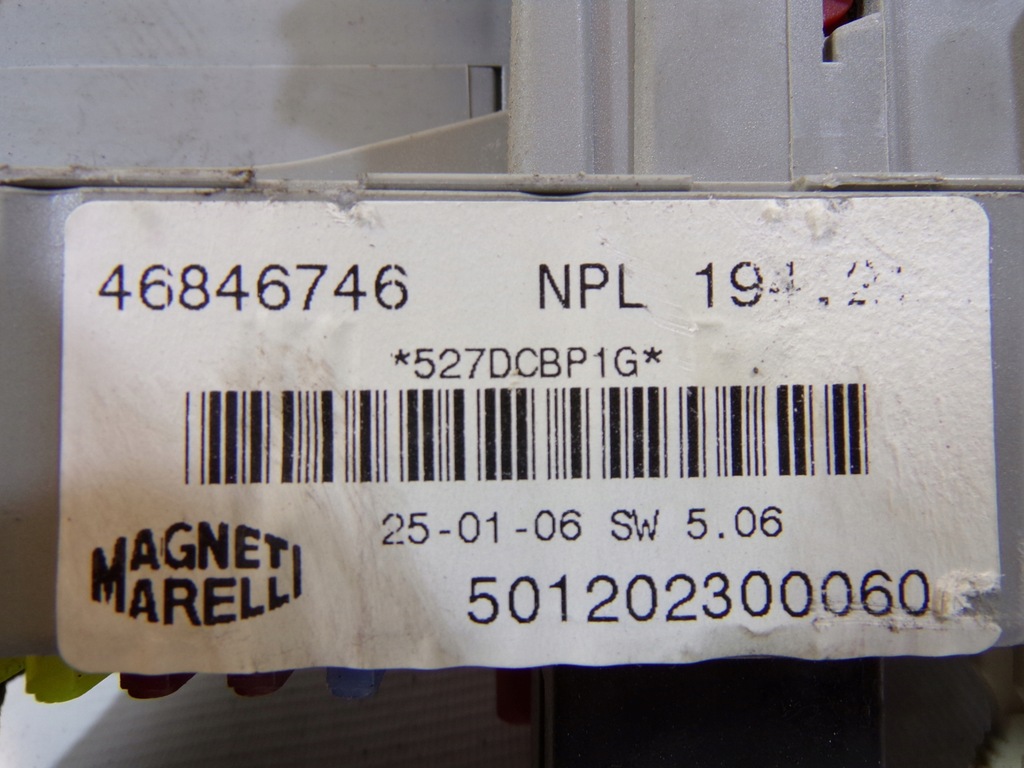 46846746 NPL
*527DCBP1G*
25-01-06 SW 5.06
MAGNETI
MARELLI
501202300060